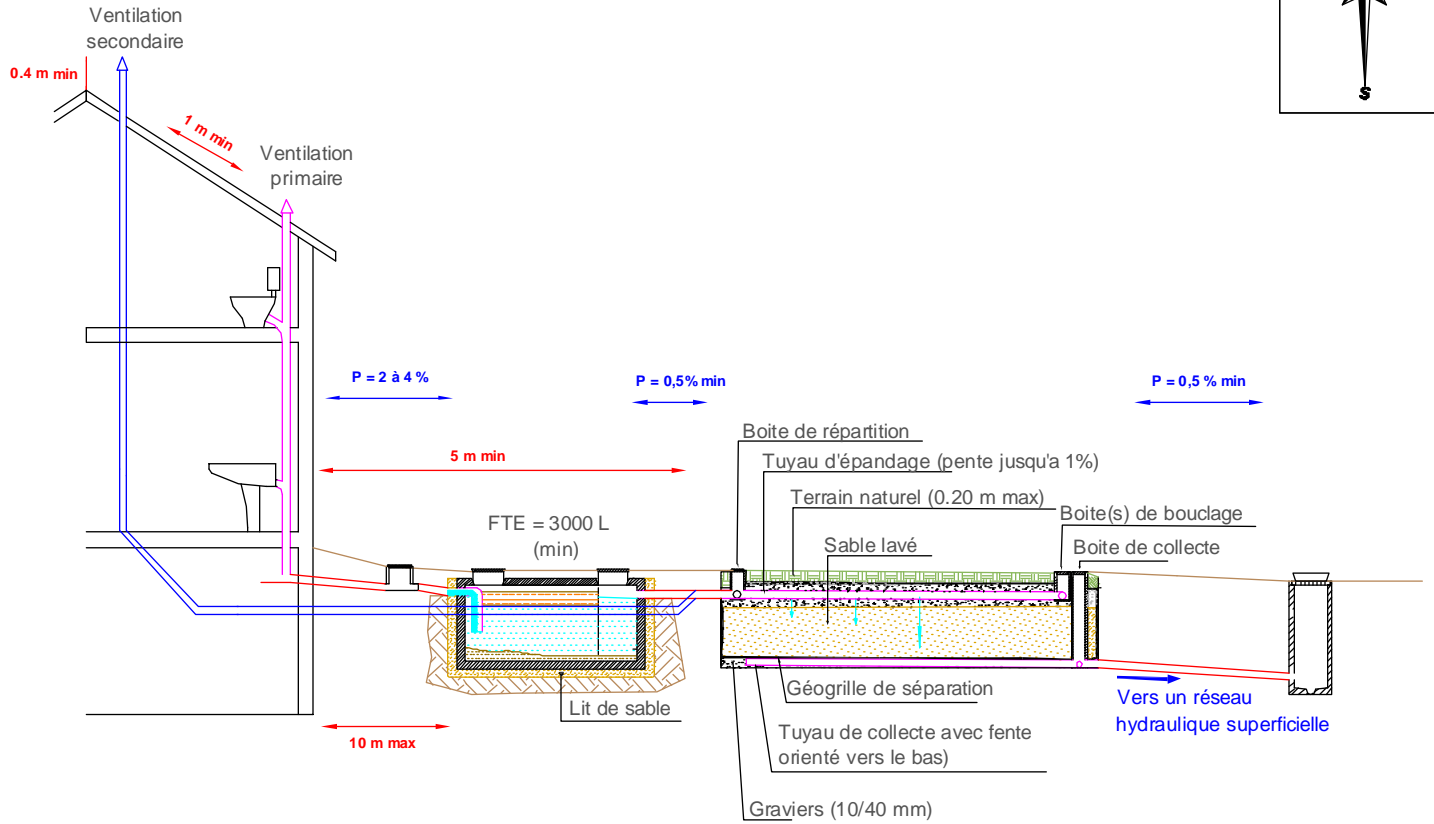 Ventilation
secondaire
S
0.4 m min
1 m min
Ventilation
primaire
P = 2 à 4 %
P = 0,5% min
P = 0,5 % min
Boite de répartition
5 m min
Tuyau d'épandage (pente jusqu'a 1%)
Terrain naturel (0.20 m max)
Boite(s) de bouclage
FTE = 3000 L
(min)
Sable lavé
Boite de collecte
Géogrille de séparation
Lit de sable
Vers un réseau
hydraulique superficielle
Tuyau de collecte avec fente
orienté vers le bas)
10 m max
Graviers (10/40 mm)